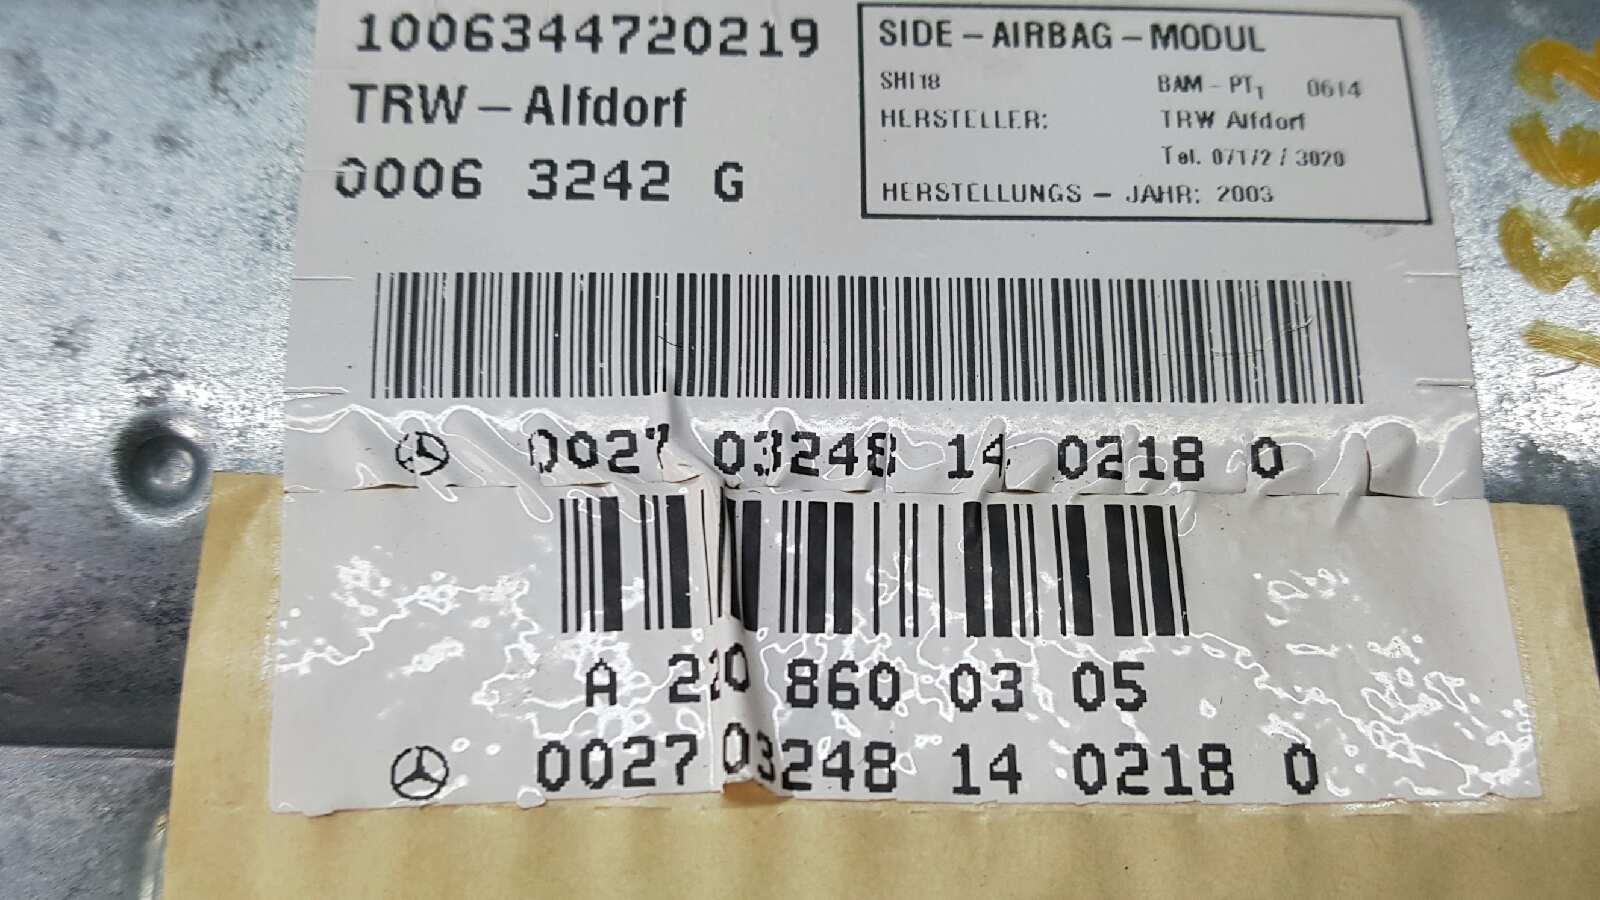 1006344720219
TRW – Alfdorf
0006 3242 G
SIDE – AIRBAG – MODUL
SHI18 BAM – PT1 0614
HERSTELLER: TRW Alfdorf
Tel. 07172 / 3020
HERSTELLUNGS – JAHR: 2003
0027 03248 14 0218 0
A 220 860 03 05
0027 03248 14 0218 0